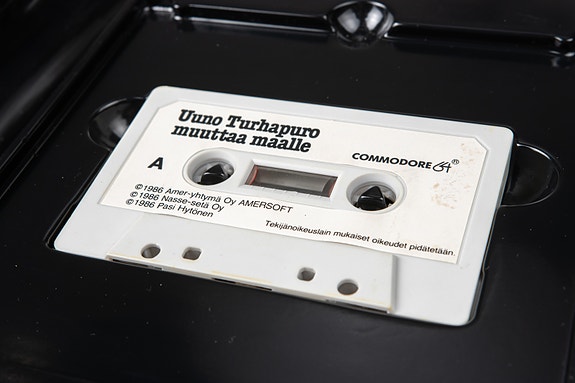 Uuno Turhapuro
muuttaa maalle
COMMODORE 64®
A
©1986 Amer-yhtymä Oy AMERSOFT
©1986 Nasse-setä Oy
©1986 Pasi Hytönen
Tekijänoikeuslain mukaiset oikeudet pidätetään.